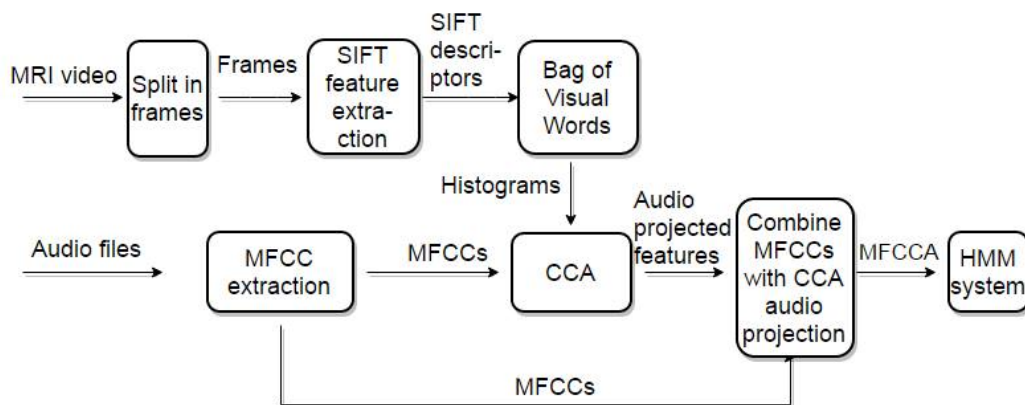 MRI video
Split in
frames
Frames
SIFT
feature
extra-
ction
SIFT
descri-
ptors
Bag of
Visual
Words
Histograms
Audio files
MFCC
extraction
MFCCs
CCA
Audio
projected
features
Combine
MFCCs
with CCA
audio
projection
MFCCA
HMM
system
MFCCs